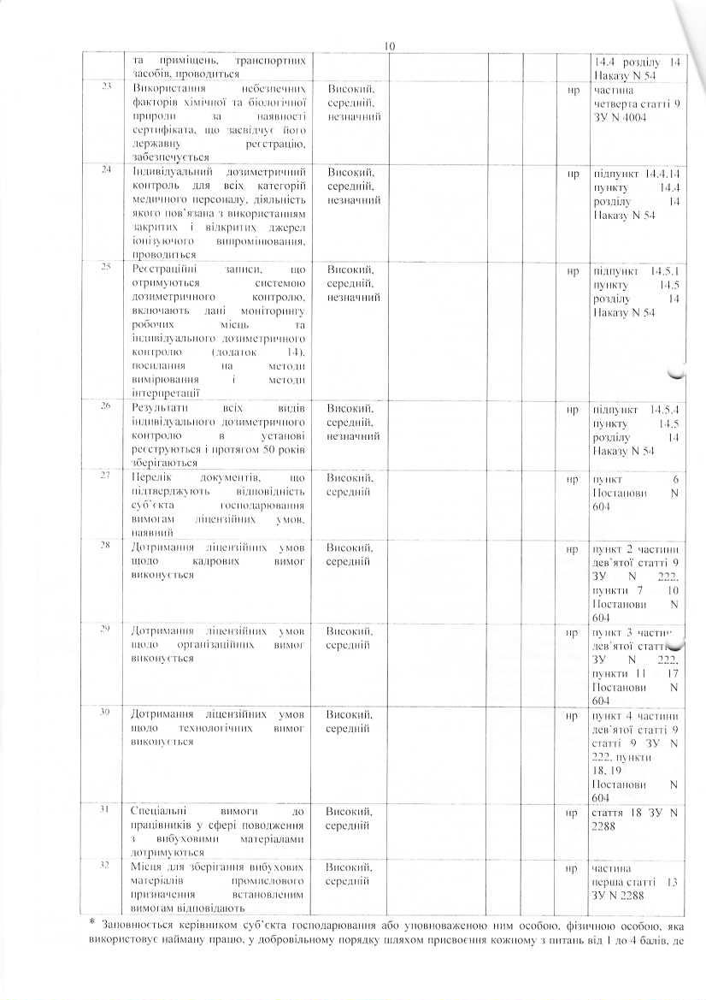 10
та приміщень, транспортних
засобів, проводиться
14.4 розділу 14
Наказу N 54
23
Використання небезпечних
факторів хімічної та біологічної
природи за наявності
сертифіката, що засвідчує його
державну реєстрацію,
забезпечується
Високий,
середній,
незначний
нр
частина
четверта статті 9
ЗУ N 4004
24
Індивідуальний дозиметричний
контроль для всіх категорій
медичного персоналу, діяльність
якого пов'язана з використанням
закритих і відкритих джерел
іонізуючого випромінювання,
проводиться
Високий,
середній,
незначний
нр
підпункт 14.4.14
пункту 14.4
розділу 14
Наказу N 54
25
Реєстраційні записи, що
отримуються системою
дозиметричного контролю,
включають дані моніторингу
робочих місць та
індивідуального дозиметричного
контролю (додаток 14),
посилання на методи
вимірювання і методи
інтерпретації
Високий,
середній,
незначний
нр
підпункт 14.5.1
пункту 14.5
розділу 14
Наказу N 54
26
Результати всіх видів
індивідуального дозиметричного
контролю в установі
реєструються і протягом 50 років
зберігаються
Високий,
середній,
незначний
нр
підпункт 14.5.4
пункту 14.5
розділу 14
Наказу N 54
27
Перелік документів, що
підтверджують відповідність
суб'єкта господарювання
вимогам ліцензійних умов,
наявний
Високий,
середній
нр
пункт 6
Постанови N
604
28
Дотримання ліцензійних умов
щодо кадрових вимог
виконується
Високий,
середній
нр
пункт 2 частини
дев'ятої статті 9
ЗУ N 222,
пункти 7 10
Постанови N
604
29
Дотримання ліцензійних умов
щодо організаційних вимог
виконується
Високий,
середній
нр
пункт 3 частин
дев'ятої статті
ЗУ N 222,
пункти 11 17
Постанови N
604
30
Дотримання ліцензійних умов
щодо технологічних вимог
виконується
Високий,
середній
нр
пункт 4 частини
дев'ятої статті 9
статті 9 ЗУ N
222, пункти
18, 19
Постанови N
604
31
Спеціальні вимоги до
працівників у сфері поводження
з вибуховими матеріалами
дотримуються
Високий,
середній
нр
стаття 18 ЗУ N
2288
32
Місця для зберігання вибухових
матеріалів промислового
призначення встановленим
вимогам відповідають
Високий,
середній
нр
частина
перша статті 13
ЗУ N 2288
* Заповнюється керівником суб'єкта господарювання або уповноваженою ним особою, фізичною особою, яка
використовує найману працю, у добровільному порядку шляхом присвоєння кожному з питань від 1 до 4 балів, де